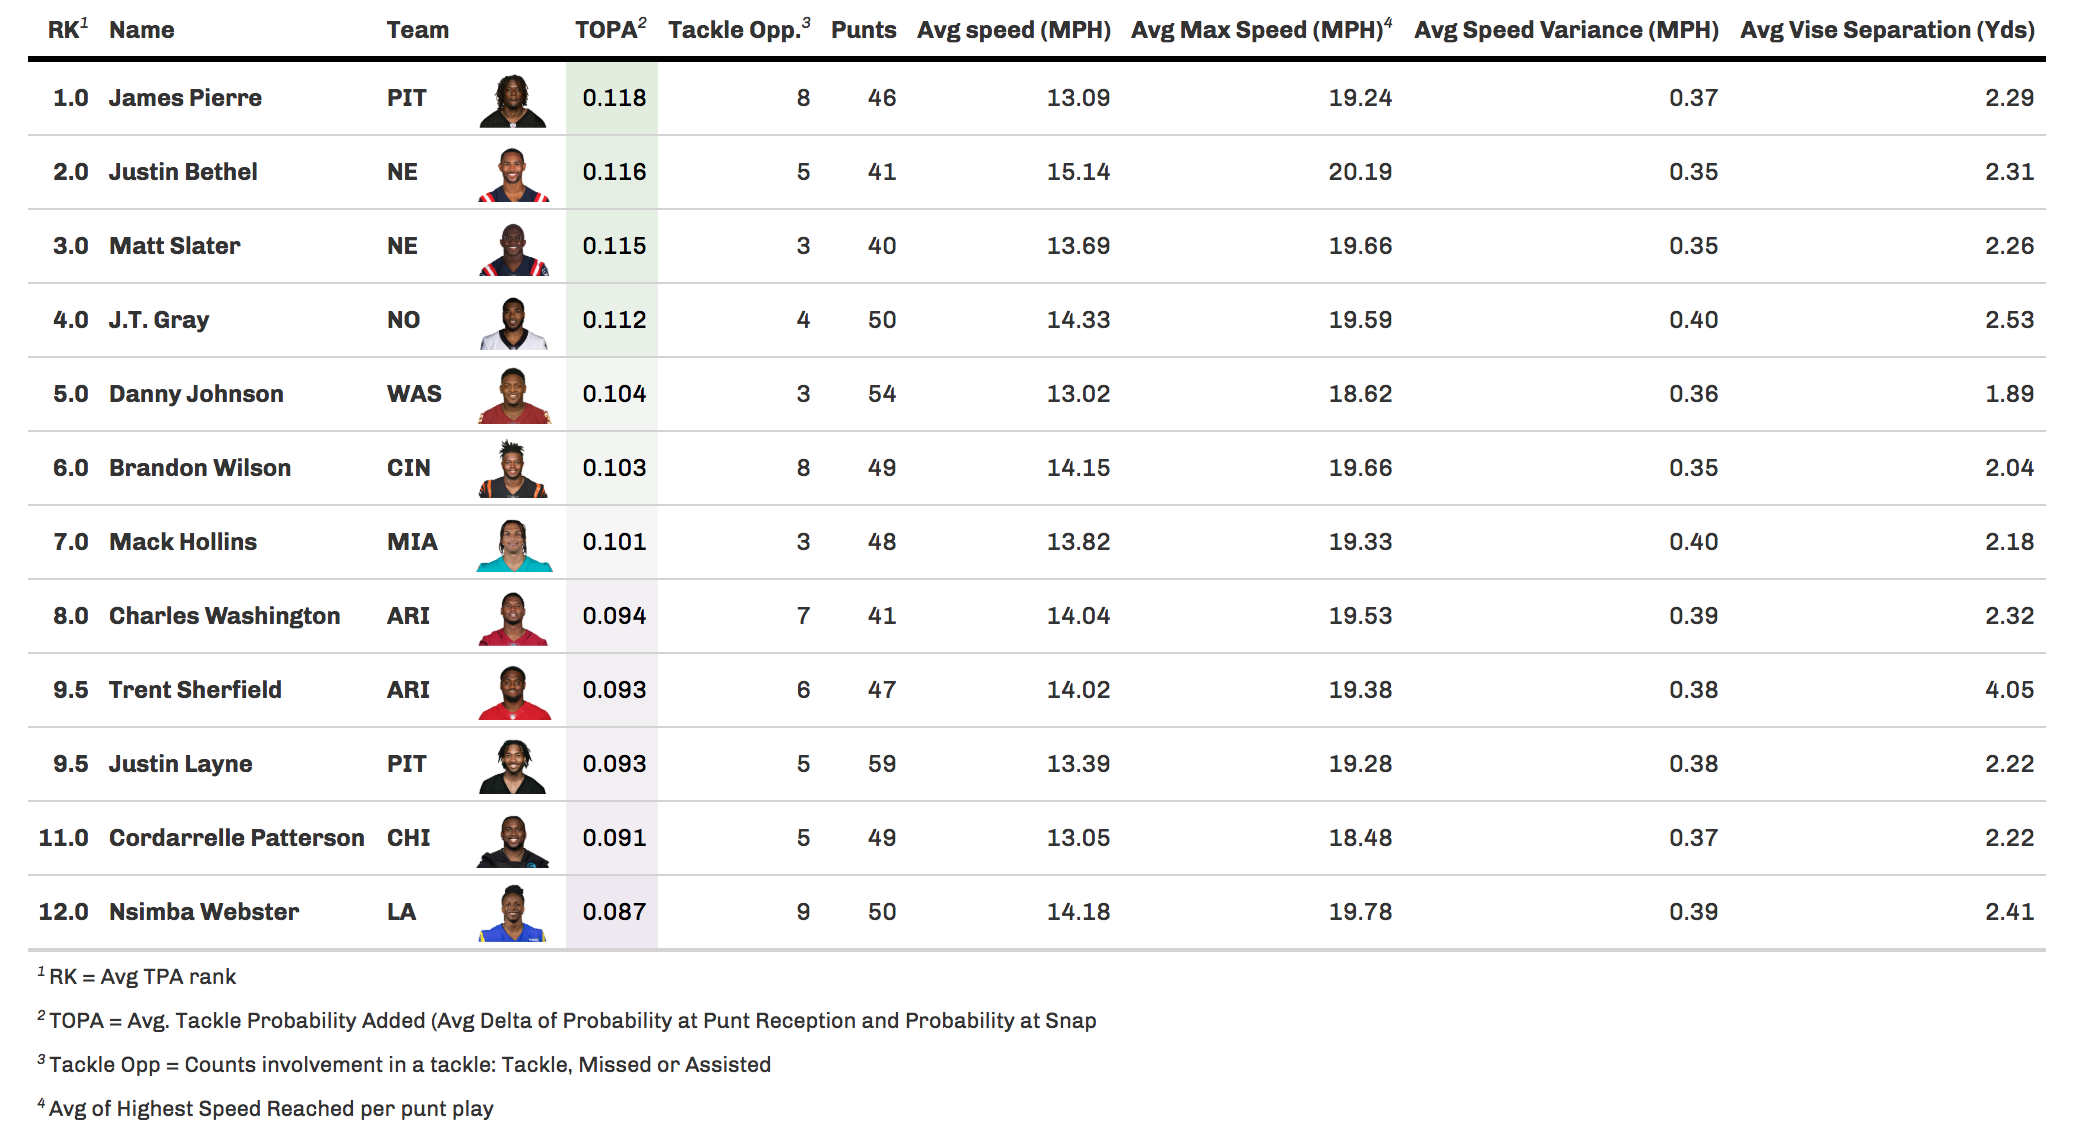 RK1 Name Team TOPA2 Tackle Opp.3 Punts Avg speed (MPH) Avg Max Speed (MPH)4 Avg Speed Variance (MPH) Avg Vise Separation (Yds)
1.0 James Pierre PIT 0.118 8 46 13.09 19.24 0.37 2.29
2.0 Justin Bethel NE 0.116 5 41 15.14 20.19 0.35 2.31
3.0 Matt Slater NE 0.115 3 40 13.69 19.66 0.35 2.26
4.0 J.T. Gray NO 0.112 4 50 14.33 19.59 0.40 2.53
5.0 Danny Johnson WAS 0.104 3 54 13.02 18.62 0.36 1.89
6.0 Brandon Wilson CIN 0.103 8 49 14.15 19.66 0.35 2.04
7.0 Mack Hollins MIA 0.101 3 48 13.82 19.33 0.40 2.18
8.0 Charles Washington ARI 0.094 7 41 14.04 19.53 0.39 2.32
9.5 Trent Sherfield ARI 0.093 6 47 14.02 19.38 0.38 4.05
9.5 Justin Layne PIT 0.093 5 59 13.39 19.28 0.38 2.22
11.0 Cordarrelle Patterson CHI 0.091 5 49 13.05 18.48 0.37 2.22
12.0 Nsimba Webster LA 0.087 9 50 14.18 19.78 0.39 2.41
1 RK = Avg TPA rank
2 TOPA = Avg. Tackle Probability Added (Avg Delta of Probability at Punt Reception and Probability at Snap
3 Tackle Opp = Counts involvement in a tackle: Tackle, Missed or Assisted
4 Avg of Highest Speed Reached per punt play